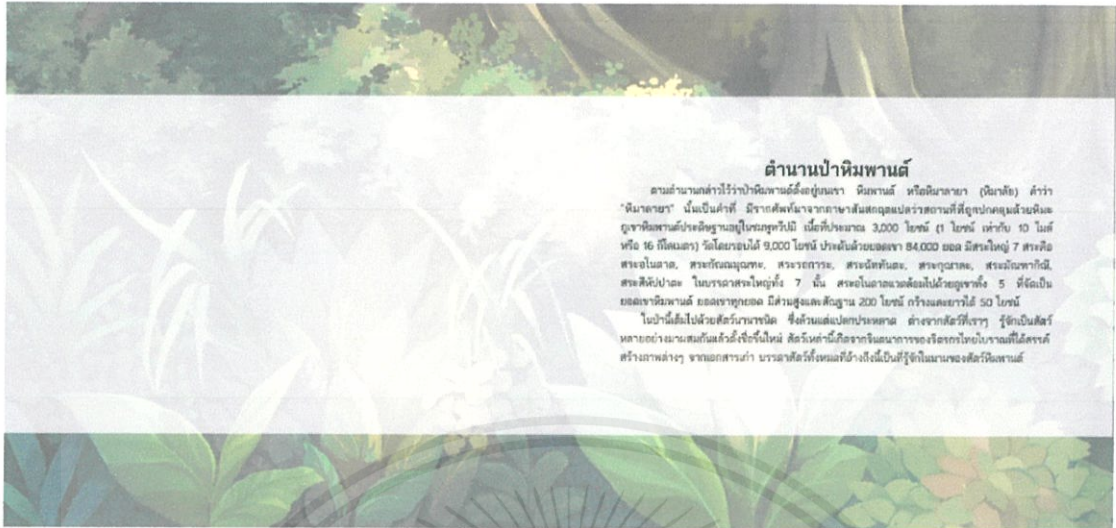 ตำนานป่าหิมพานต์
ตามตำนานกล่าวไว้ว่าป่าหิมพานต์ตั้งอยู่บนเขา หิมพานต์ หรือหิมาลายา (หิมาลัย) คำว่า
"หิมาลายา" นั้นเป็นคำที่ มีรากศัพท์มาจากภาษาสันสกฤตแปลว่าสถานที่ที่ถูกปกคลุมด้วยหิมะ
ภูเขาหิมพานต์ประดิษฐานอยู่ในชมพูทวีปมี เนื้อที่ประมาณ 3,000 โยชน์ (1 โยชน์ เท่ากับ 10 ไมล์
หรือ 16 กิโลเมตร) วัดโดยรอบได้ 9,000 โยชน์ ประดับด้วยยอดเขา 84,000 ยอด มีสระใหญ่ 7 สระคือ
สระอโนดาต, สระกัณณมุณฑะ, สระรถการะ, สระฉัททันตะ, สระกุณาละ, สระมัณฑากินี,
สระสีหัปปาตะ ในบรรดาสระใหญ่ทั้ง 7 นั้น สระอโนดาตแวดล้อมไปด้วยภูเขาทั้ง 5 ที่จัดเป็น
ยอดเขาหิมพานต์ ยอดเขาทุกยอด มีส่วนสูงและสัณฐาน 200 โยชน์ กว้างและยาวได้ 50 โยชน์
ในป่านี้เต็มไปด้วยสัตว์นานาชนิด ซึ่งล้วนแต่แปลกประหลาด ต่างจากสัตว์ที่เราๆ รู้จักเป็นสัตว์
หลายอย่างมาผสมกันแล้วตั้งชื่อขึ้นใหม่ สัตว์เหล่านี้เกิดจากจินตนาการของจิตรกรไทยโบราณที่ได้สรรค์
สร้างภาพต่างๆ จากเอกสารเก่า บรรดาสัตว์ทั้งหมดที่อ้างถึงนี้เป็นที่รู้จักในนามของสัตว์หิมพานต์